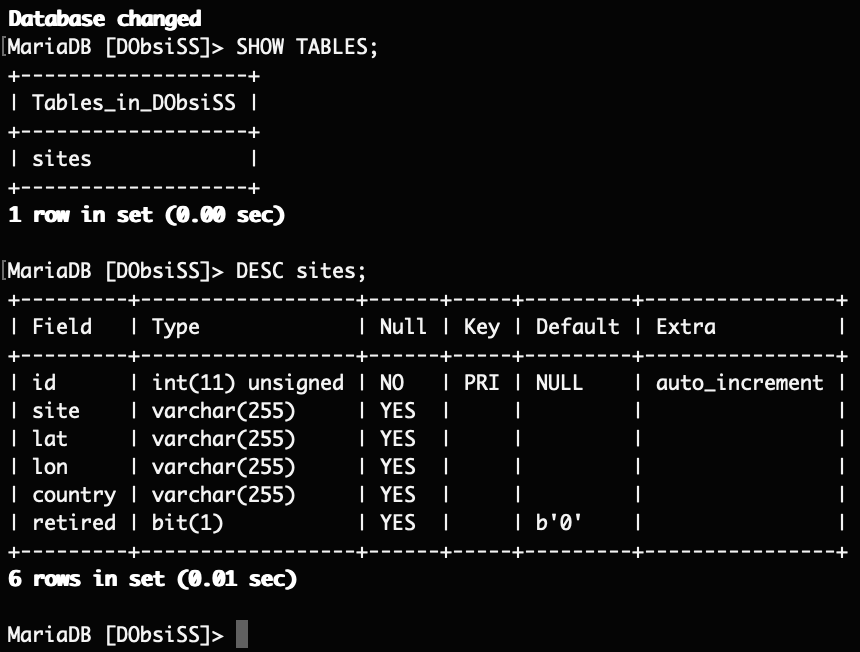 Database changed
[MariaDB [DObsiSS]> SHOW TABLES;
+-------------------+
| Tables_in_DObsiSS |
+-------------------+
| sites             |
+-------------------+
1 row in set (0.00 sec)
[MariaDB [DObsiSS]> DESC sites;
+---------+------------------+------+-----+---------+----------------+
| Field   | Type             | Null | Key | Default | Extra          |
+---------+------------------+------+-----+---------+----------------+
| id      | int(11) unsigned | NO   | PRI | NULL    | auto_increment |
| site    | varchar(255)     | YES  |     |         |                |
| lat     | varchar(255)     | YES  |     |         |                |
| lon     | varchar(255)     | YES  |     |         |                |
| country | varchar(255)     | YES  |     |         |                |
| retired | bit(1)           | YES  |     | b'0'    |                |
+---------+------------------+------+-----+---------+----------------+
6 rows in set (0.01 sec)
MariaDB [DObsiSS]>